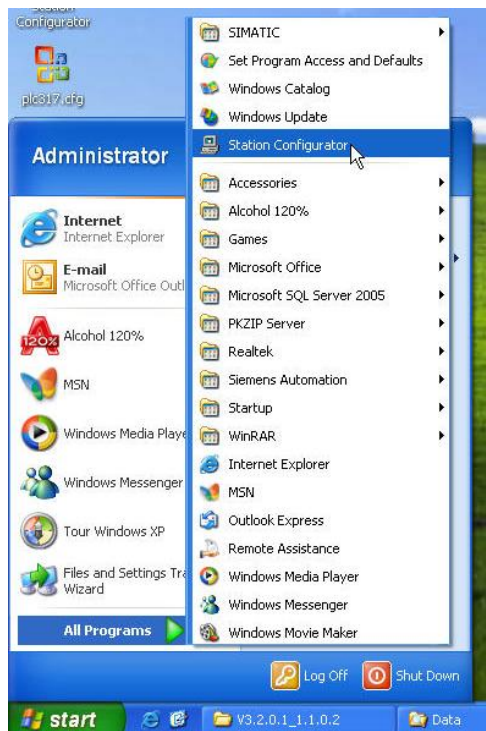 Station
Configurator
plc317.cfg
Administrator
Internet
Internet Explorer
E-mail
Microsoft Office Outl
Alcohol 120%
MSN
Windows Media Playe
Windows Messenger
Tour Windows XP
Files and Settings Tra
Wizard
All Programs
SIMATIC
Set Program Access and Defaults
Windows Catalog
Windows Update
Station Configurator
Accessories
Alcohol 120%
Games
Microsoft Office
Microsoft SQL Server 2005
PKZIP Server
Realtek
Siemens Automation
Startup
WinRAR
Internet Explorer
MSN
Outlook Express
Remote Assistance
Windows Media Player
Windows Messenger
Windows Movie Maker
Log Off
Shut Down
start
V3.2.0.1_1.1.0.2
Data